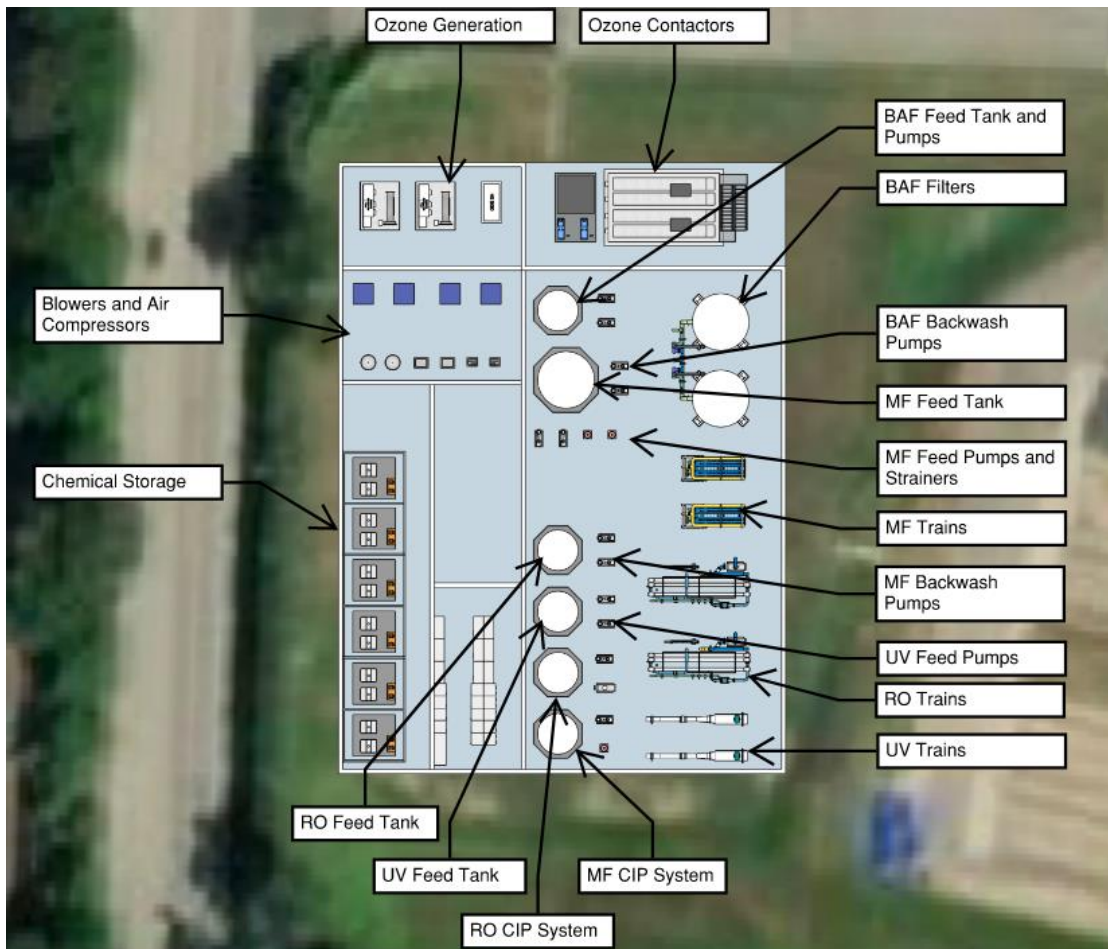 Ozone Generation
Ozone Contactors
BAF Feed Tank and
Pumps
BAF Filters
Blowers and Air
Compressors
BAF Backwash
Pumps
MF Feed Tank
MF Feed Pumps and
Strainers
Chemical Storage
MF Trains
MF Backwash
Pumps
UV Feed Pumps
RO Trains
UV Trains
RO Feed Tank
UV Feed Tank
MF CIP System
RO CIP System